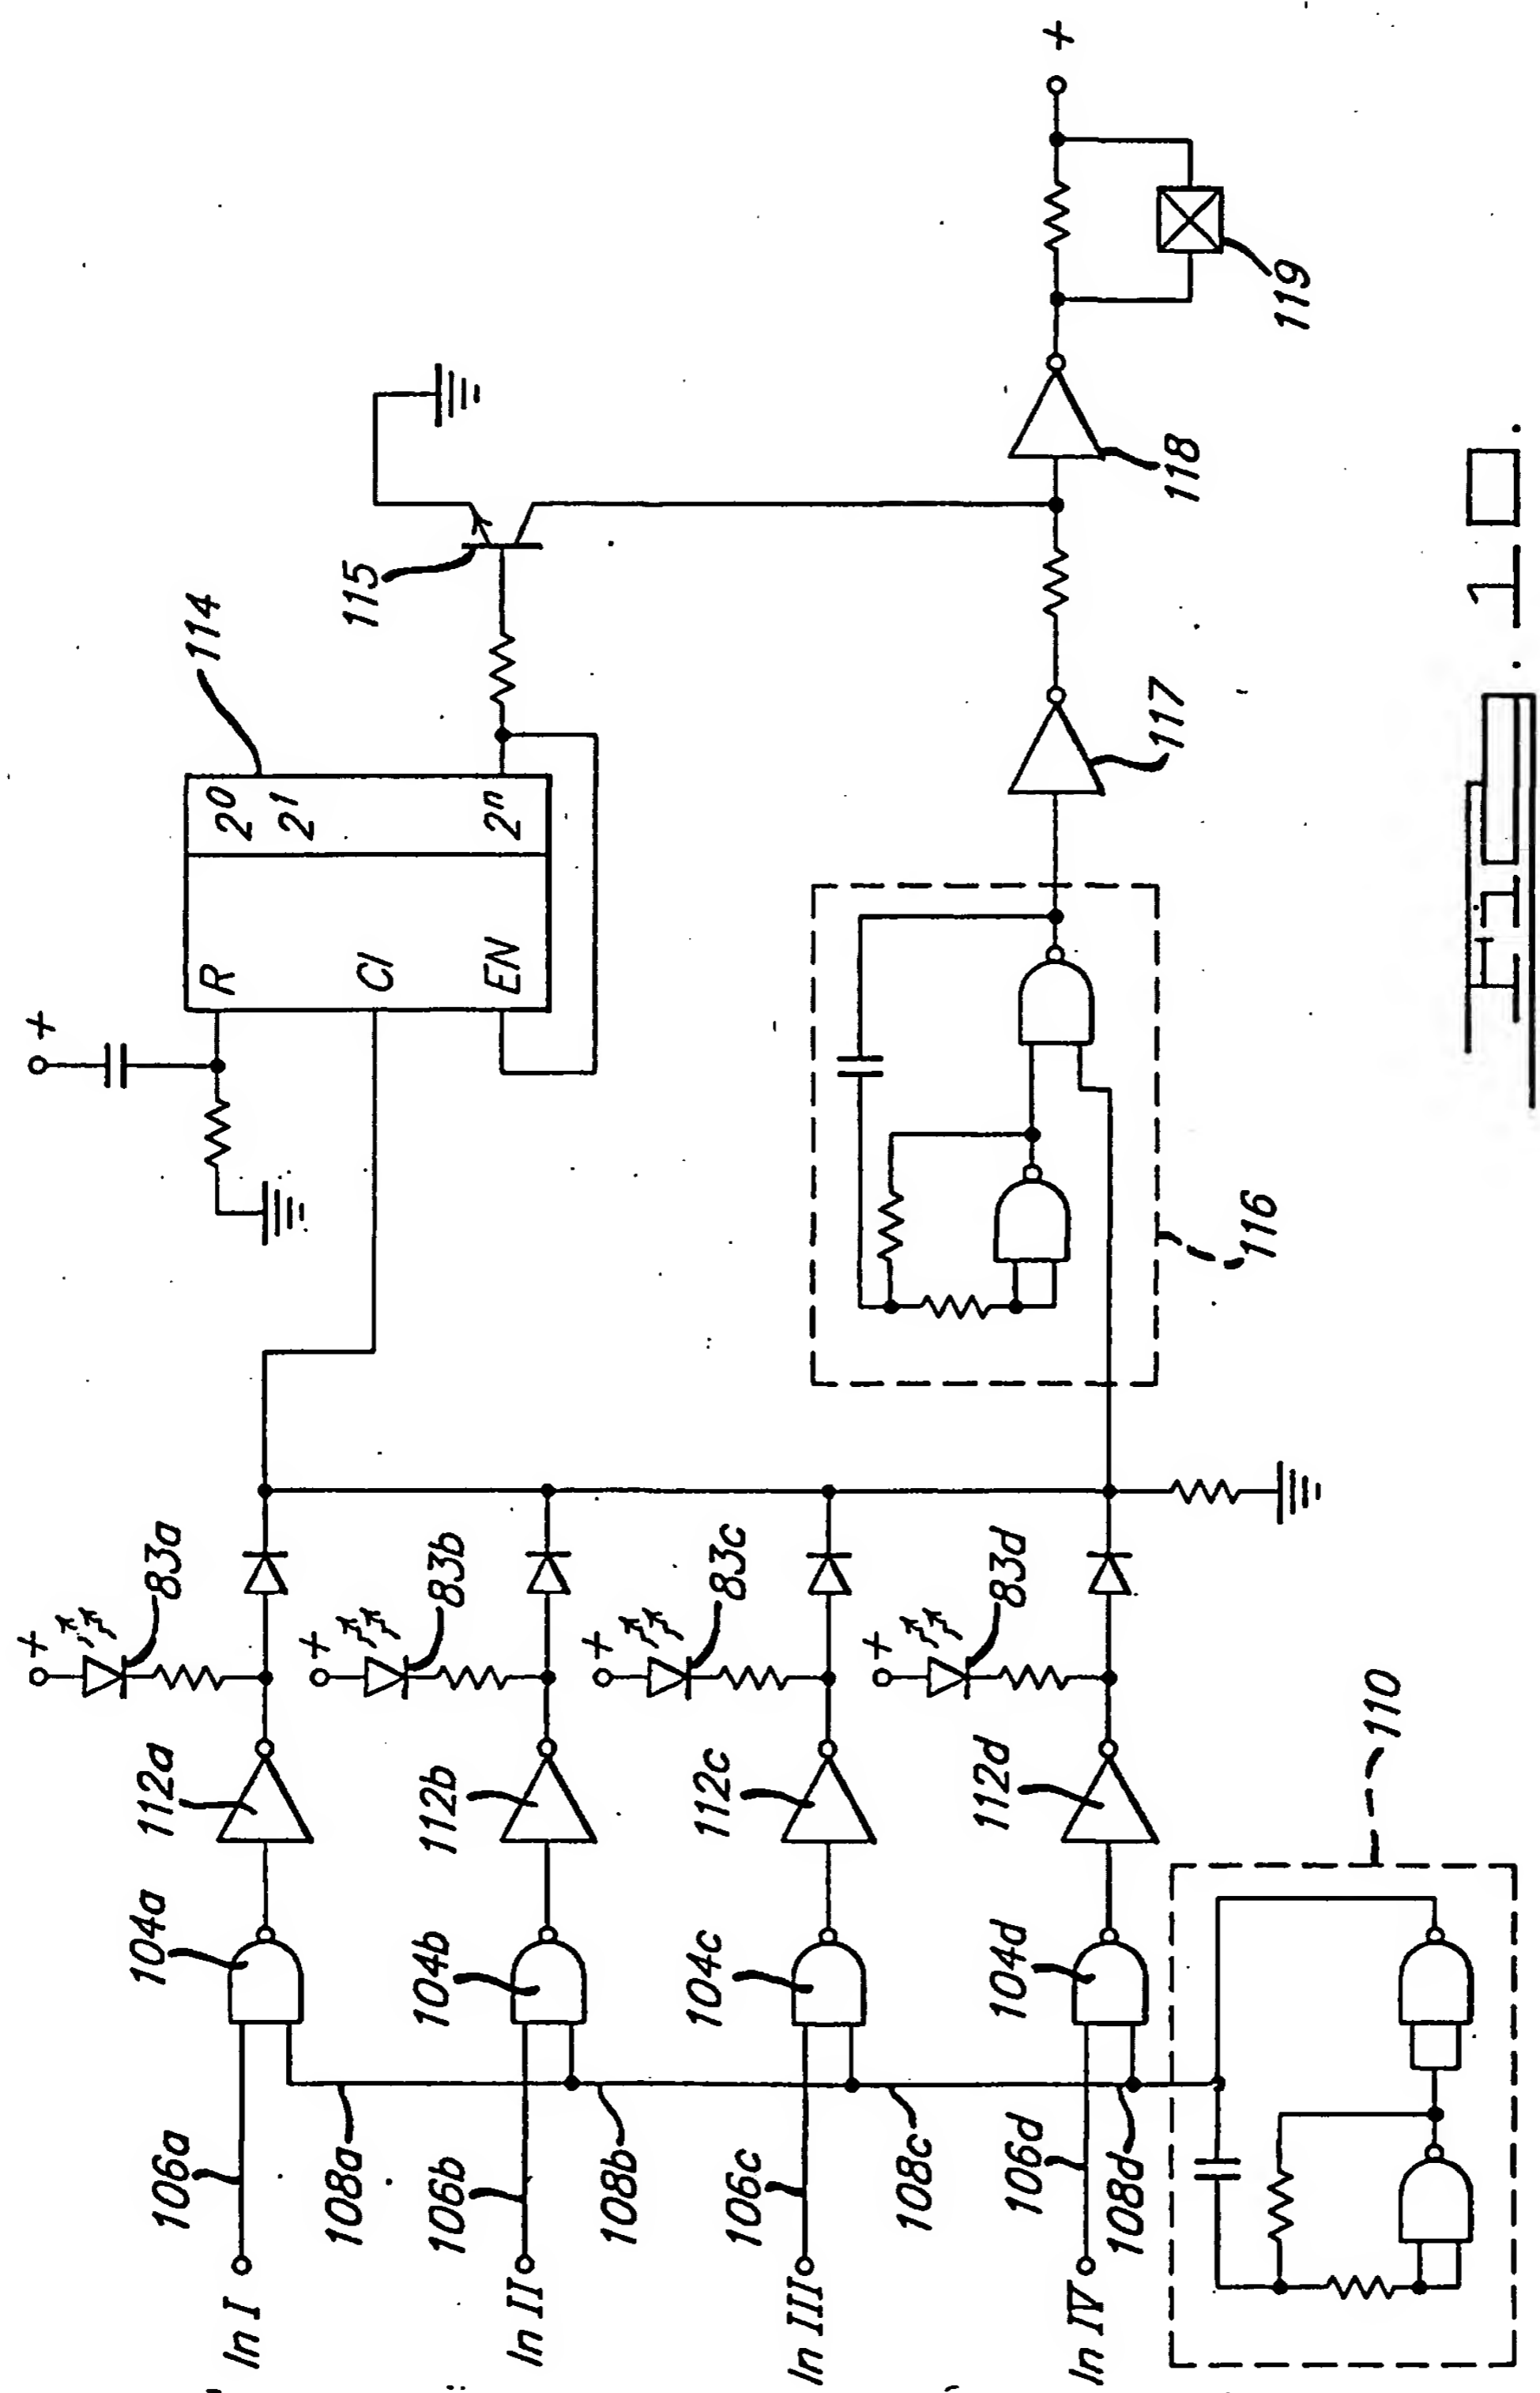 In I
106a
108a
104a
112a
+
83a
In II
106b
108b
104b
112b
+
83b
In III
106c
108c
104c
112c
+
83c
In IV
106d
108d
104d
112d
+
83d
110
+
R
Cl
EN
2⁰
2¹
2ⁿ
114
115
116
117
118
119
+
Fig. 10.